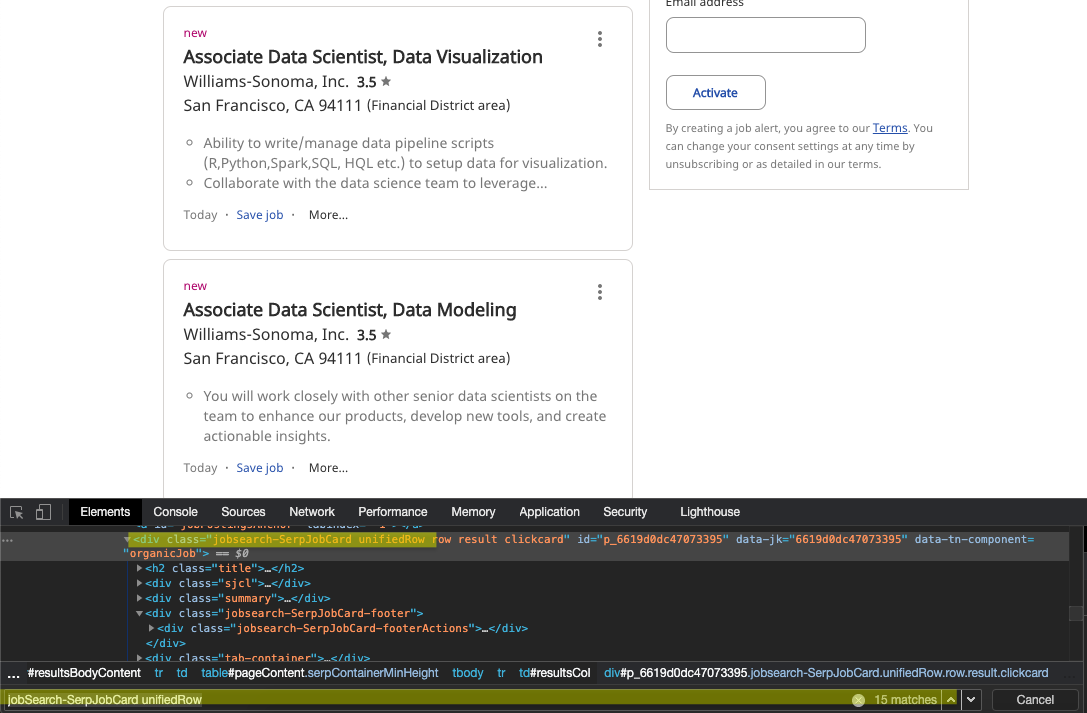 Email address
new
Associate Data Scientist, Data Visualization
Williams-Sonoma, Inc. 3.5 ★
San Francisco, CA 94111 (Financial District area)
Ability to write/manage data pipeline scripts
(R,Python,Spark,SQL, HQL etc.) to setup data for visualization.
Collaborate with the data science team to leverage...
Today · Save job · More...
Activate
By creating a job alert, you agree to our Terms. You
can change your consent settings at any time by
unsubscribing or as detailed in our terms.
new
Associate Data Scientist, Data Modeling
Williams-Sonoma, Inc. 3.5 ★
San Francisco, CA 94111 (Financial District area)
You will work closely with other senior data scientists on the
team to enhance our products, develop new tools, and create
actionable insights.
Today · Save job · More...
Elements Console Sources Network Performance Memory Application Security Lighthouse
<div class="jobsearch-SerpJobCard unifiedRow row result clickcard" id="p_6619d0dc47073395" data-jk="6619d0dc47073395" data-tn-component=
"organicJob"> == $0
<h2 class="title">…</h2>
<div class="sjcl">…</div>
<div class="summary">…</div>
<div class="jobsearch-SerpJobCard-footer">
<div class="jobsearch-SerpJobCard-footerActions">…</div>
</div>
<div class="tab-container">…</div>
... #resultsBodyContent tr td table#pageContent.serpContainerMinHeight tbody tr td#resultsCol div#p_6619d0dc47073395.jobsearch-SerpJobCard.unifiedRow.row.result.clickcard
jobSearch-SerpJobCard unifiedRow 15 matches Cancel